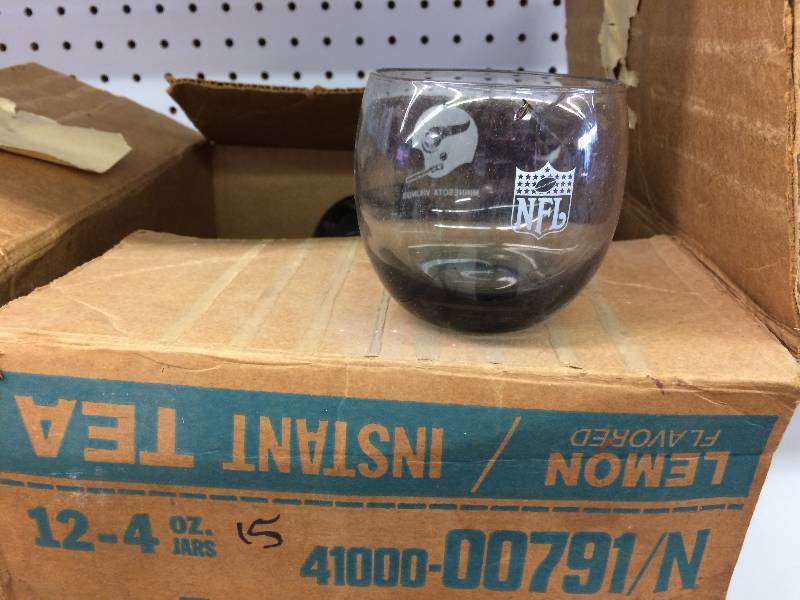 MINNESOTA VIKINGS
NFL
INSTANT TEA / LEMON FLAVORED
12-4 OZ. JARS
15
41000-00791/N